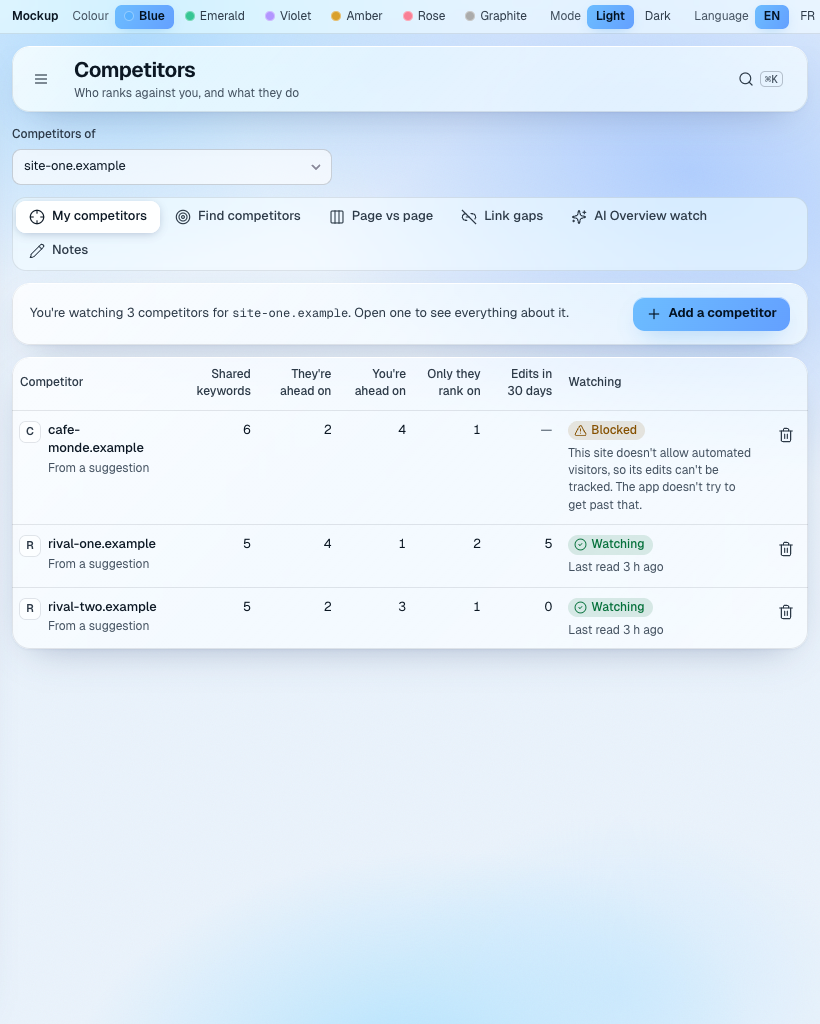 Mockup Colour Blue Emerald Violet Amber Rose Graphite Mode Light Dark Language EN FR
Competitors
Who ranks against you, and what they do
⌘K
Competitors of
site-one.example
My competitors Find competitors Page vs page Link gaps AI Overview watch
Notes
You're watching 3 competitors for site-one.example. Open one to see everything about it.
Add a competitor
Competitor Shared keywords They're ahead on You're ahead on Only they rank on Edits in 30 days Watching
C cafe-monde.example 6 2 4 1 — Blocked
From a suggestion
This site doesn't allow automated
visitors, so its edits can't be
tracked. The app doesn't try to
get past that.
R rival-one.example 5 4 1 2 5 Watching
From a suggestion Last read 3 h ago
R rival-two.example 5 2 3 1 0 Watching
From a suggestion Last read 3 h ago